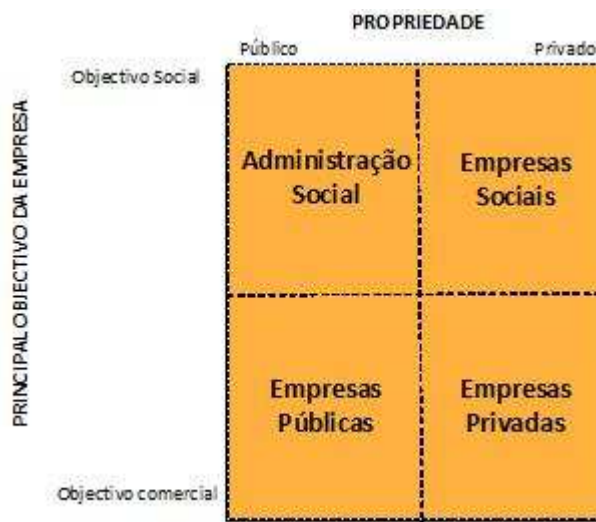 PROPRIEDADE
Público Privado
Objectivo Social
PRINCIPAL OBJECTIVO DA EMPRESA
Administração
Social
Empresas
Sociais
Empresas
Públicas
Empresas
Privadas
Objectivo comercial